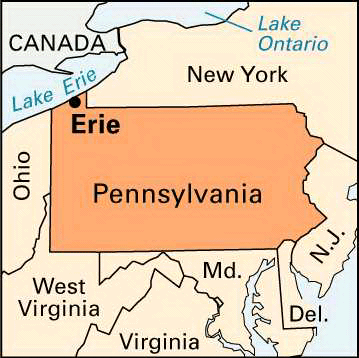 CANADA
Lake
Ontario
New York
Lake Erie
Erie
Ohio
Pennsylvania
N.J.
Md.
West
Virginia
Del.
Virginia